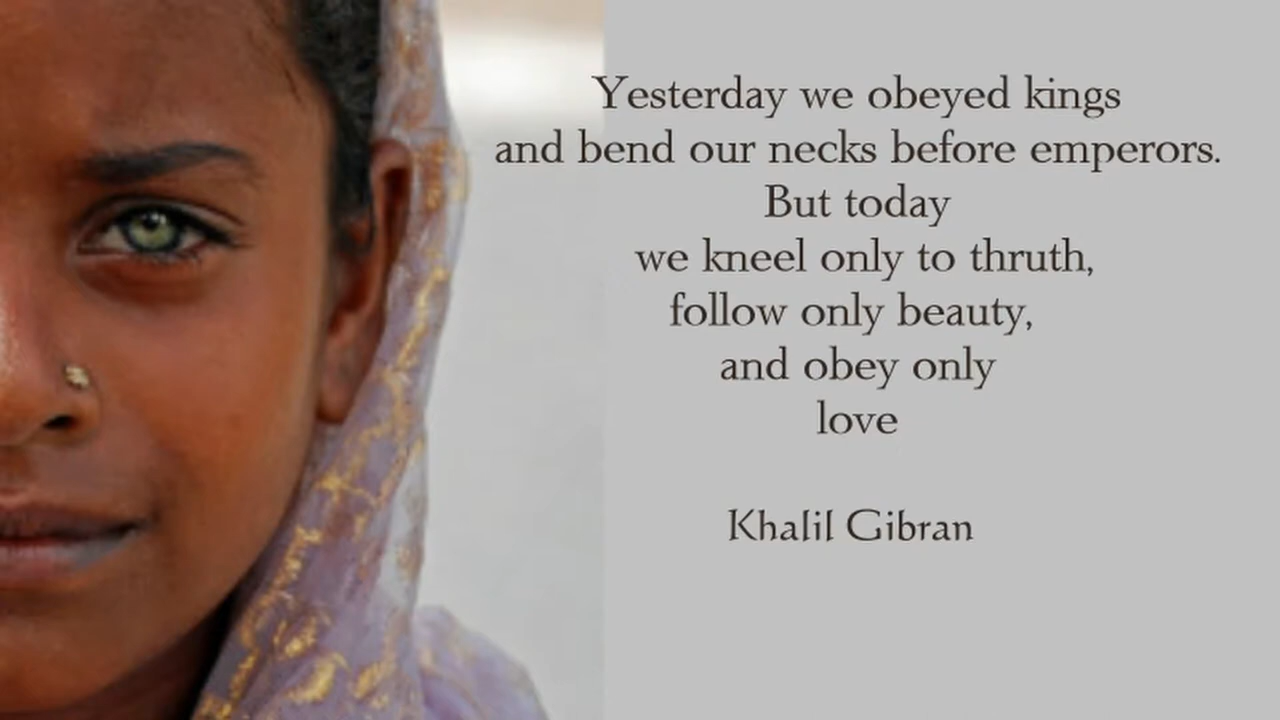 Yesterday we obeyed kings
and bend our necks before emperors.
But today
we kneel only to thruth,
follow only beauty,
and obey only
love
Khalil Gibran